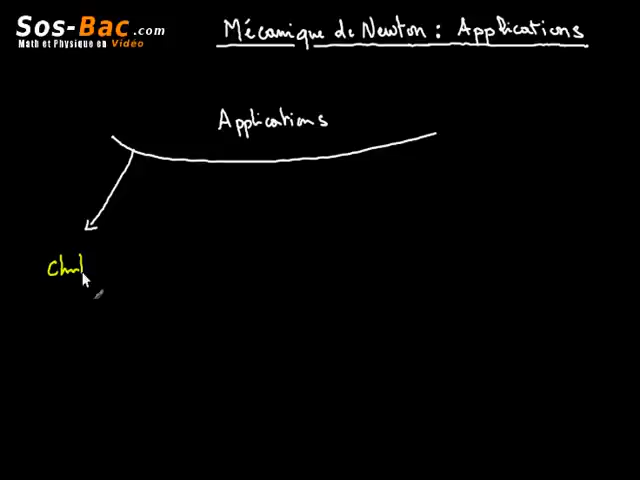 Sos-Bac.com
Math et Physique en Vidéo
Mécanique de Newton : Applications
Applications